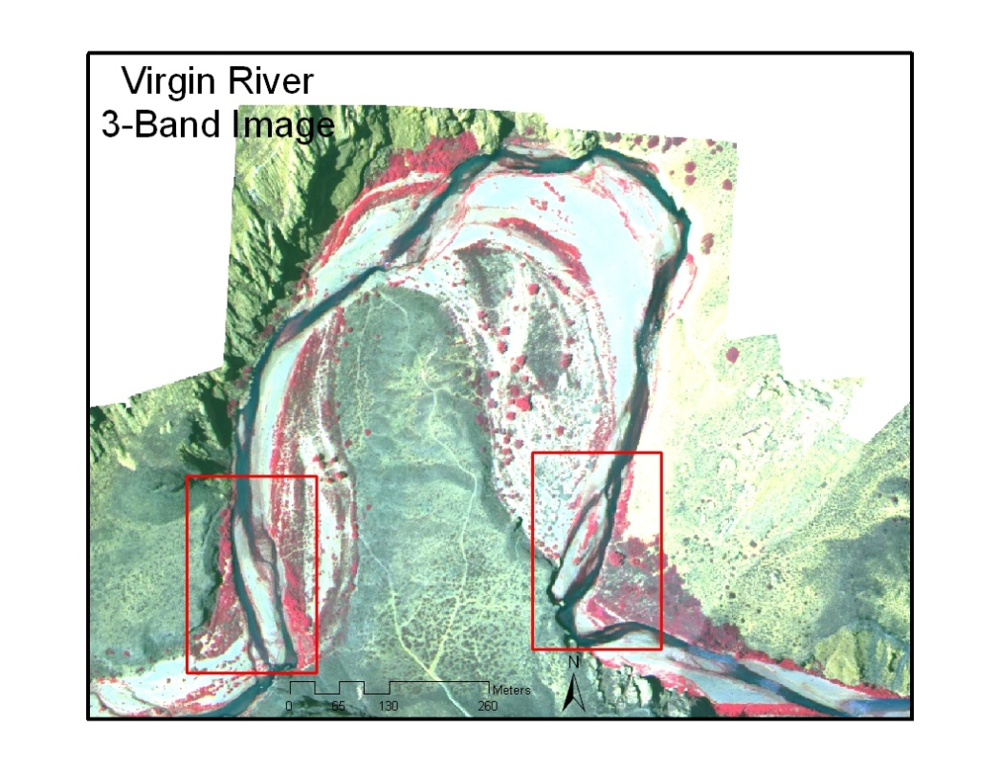 Virgin River
3-Band Image
N
Meters
0 65 130 260